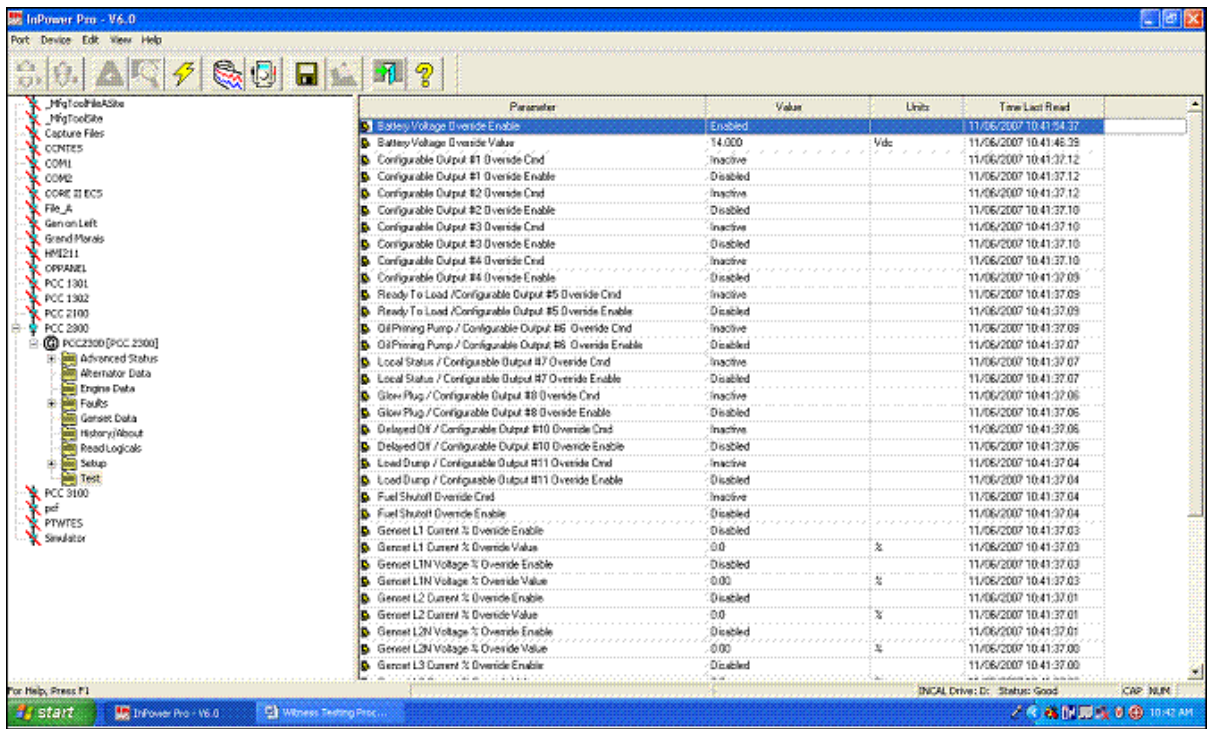 InPower Pro - V6.0
Port Device Edit View Help
_MfgToolFileASite
_MfgToolSite
Capture Files
CCNTES
COM1
COM2
CORE II ECS
File_A
Gen on Left
Grand Marais
HMI211
OPPANEL
PCC 1301
PCC 1302
PCC 2100
PCC 2300
PCC2300 [PCC 2300]
Advanced Status
Alternator Data
Engine Data
Faults
Genset Data
History/About
Read Logicals
Setup
Test
PCC 3100
psf
PTWTES
Simulator
Parameter Value Units Time Last Read
Battery Voltage Override Enable Enabled 11/06/2007 10:41:54.37
Battery Voltage Override Value 14.000 Vdc 11/06/2007 10:41:46.39
Configurable Output #1 Override Cmd Inactive 11/06/2007 10:41:37.12
Configurable Output #1 Override Enable Disabled 11/06/2007 10:41:37.12
Configurable Output #2 Override Cmd Inactive 11/06/2007 10:41:37.12
Configurable Output #2 Override Enable Disabled 11/06/2007 10:41:37.10
Configurable Output #3 Override Cmd Inactive 11/06/2007 10:41:37.10
Configurable Output #3 Override Enable Disabled 11/06/2007 10:41:37.10
Configurable Output #4 Override Cmd Inactive 11/06/2007 10:41:37.10
Configurable Output #4 Override Enable Disabled 11/06/2007 10:41:37.09
Ready To Load /Configurable Output #5 Override Cmd Inactive 11/06/2007 10:41:37.09
Ready To Load /Configurable Output #5 Override Enable Disabled 11/06/2007 10:41:37.09
Oil Priming Pump / Configurable Output #6 Override Cmd Inactive 11/06/2007 10:41:37.09
Oil Priming Pump / Configurable Output #6 Override Enable Disabled 11/06/2007 10:41:37.07
Local Status / Configurable Output #7 Override Cmd Inactive 11/06/2007 10:41:37.07
Local Status / Configurable Output #7 Override Enable Disabled 11/06/2007 10:41:37.07
Glow Plug / Configurable Output #8 Override Cmd Inactive 11/06/2007 10:41:37.06
Glow Plug / Configurable Output #8 Override Enable Disabled 11/06/2007 10:41:37.06
Delayed Off / Configurable Output #10 Override Cmd Inactive 11/06/2007 10:41:37.06
Delayed Off / Configurable Output #10 Override Enable Disabled 11/06/2007 10:41:37.06
Load Dump / Configurable Output #11 Override Cmd Inactive 11/06/2007 10:41:37.04
Load Dump / Configurable Output #11 Override Enable Disabled 11/06/2007 10:41:37.04
Fuel Shutoff Override Cmd Inactive 11/06/2007 10:41:37.04
Fuel Shutoff Override Enable Disabled 11/06/2007 10:41:37.04
Genset L1 Current % Override Enable Disabled 11/06/2007 10:41:37.03
Genset L1 Current % Override Value 0.0 % 11/06/2007 10:41:37.03
Genset L1N Voltage % Override Enable Disabled 11/06/2007 10:41:37.03
Genset L1N Voltage % Override Value 0.00 % 11/06/2007 10:41:37.03
Genset L2 Current % Override Enable Disabled 11/06/2007 10:41:37.01
Genset L2 Current % Override Value 0.0 % 11/06/2007 10:41:37.01
Genset L2N Voltage % Override Enable Disabled 11/06/2007 10:41:37.01
Genset L2N Voltage % Override Value 0.00 % 11/06/2007 10:41:37.00
Genset L3 Current % Override Enable Disabled 11/06/2007 10:41:37.00
For Help, Press F1 INCAL Drive: D: Status: Good CAP NUM
start InPower Pro - V6.0 Witness Testing Proc... 10:42 AM